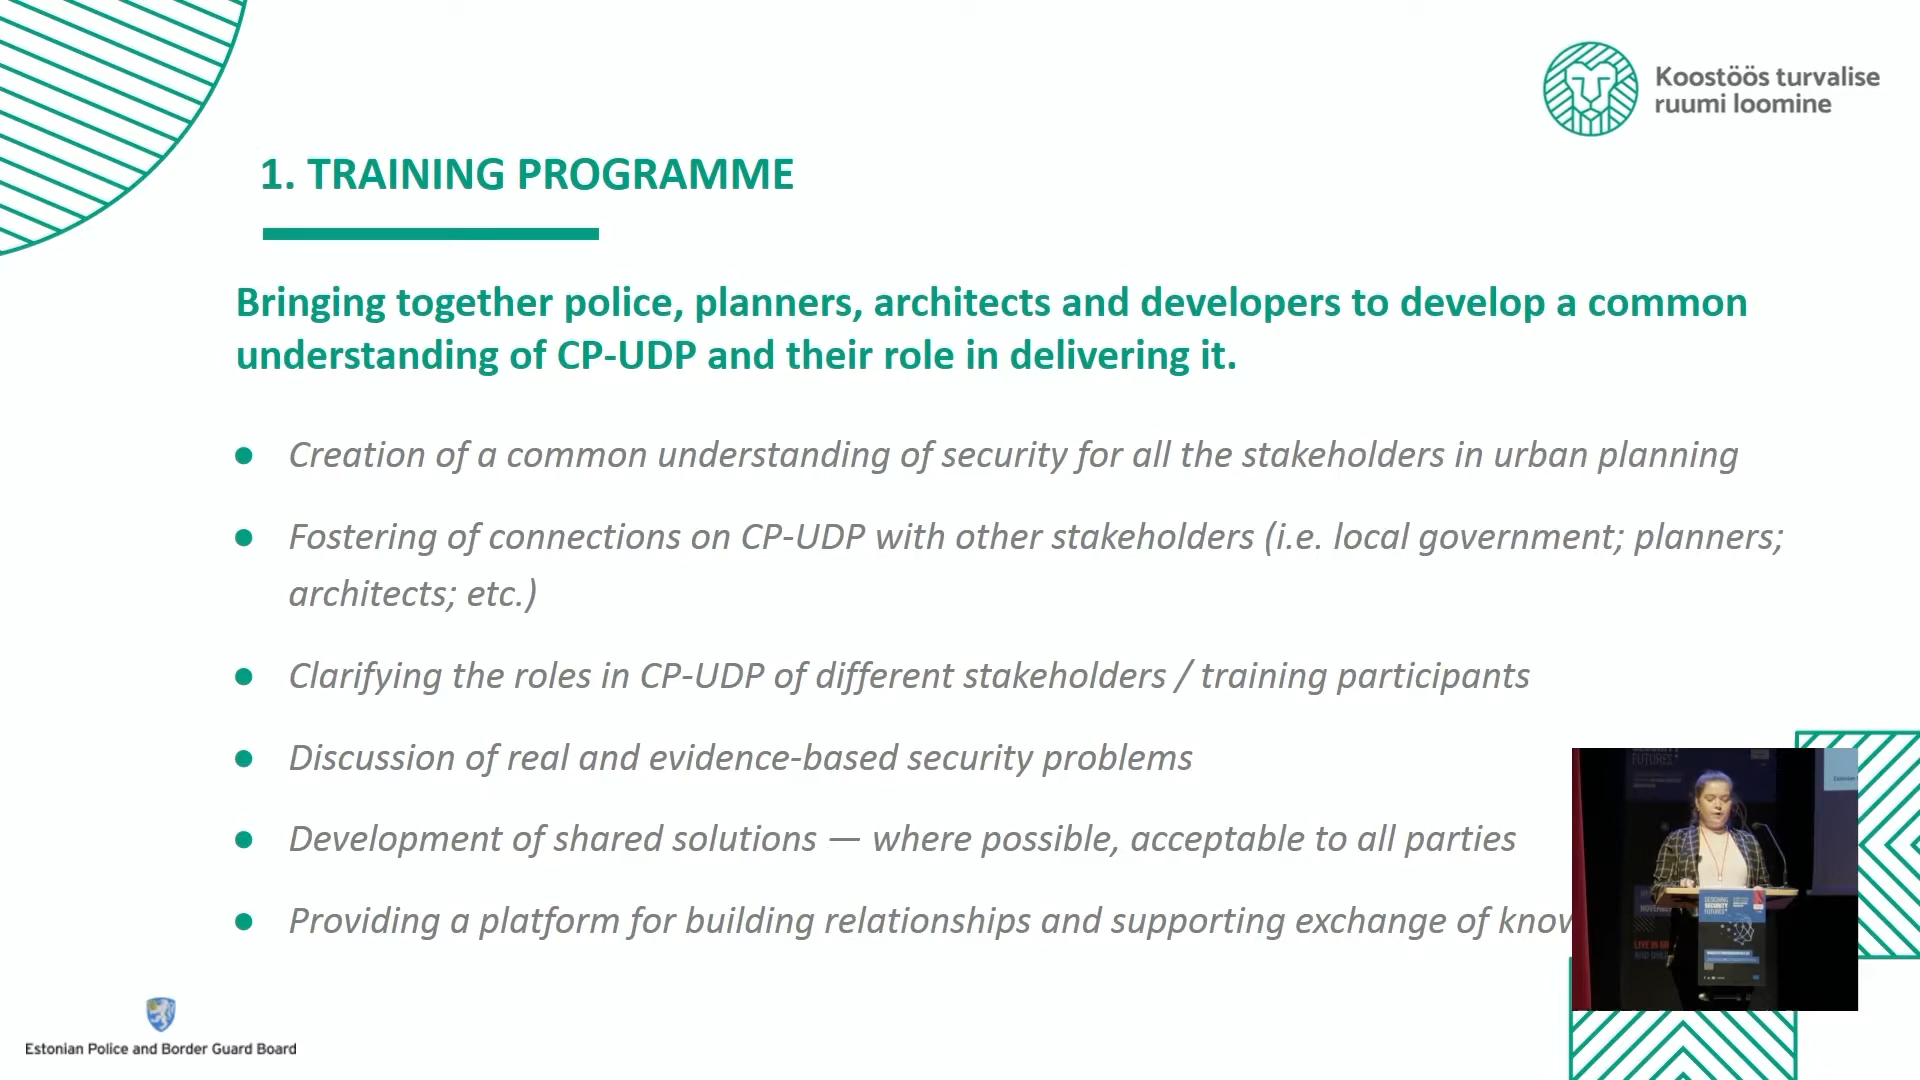 Koostöös turvalise
ruumi loomine
1. TRAINING PROGRAMME
Bringing together police, planners, architects and developers to develop a common
understanding of CP-UDP and their role in delivering it.
Creation of a common understanding of security for all the stakeholders in urban planning
Fostering of connections on CP-UDP with other stakeholders (i.e. local government; planners;
architects; etc.)
Clarifying the roles in CP-UDP of different stakeholders / training participants
Discussion of real and evidence-based security problems
Development of shared solutions — where possible, acceptable to all parties
Providing a platform for building relationships and supporting exchange of know
FUTURES
DESIGNING
SECURITY
FUTURES
Estonian Police and Border Guard Board